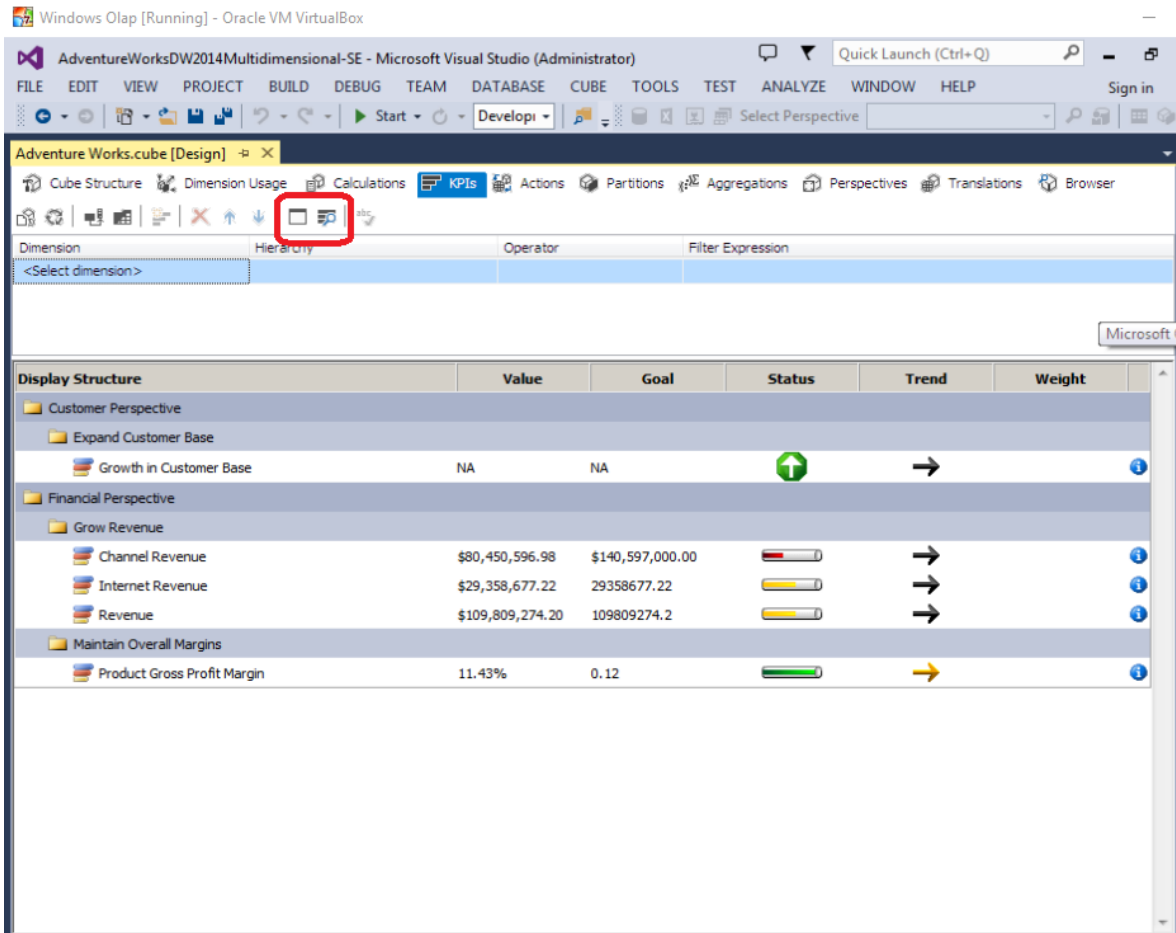 Windows Olap [Running] - Oracle VM VirtualBox
AdventureWorksDW2014Multidimensional-SE - Microsoft Visual Studio (Administrator) Quick Launch (Ctrl+Q)
FILE EDIT VIEW PROJECT BUILD DEBUG TEAM DATABASE CUBE TOOLS TEST ANALYZE WINDOW HELP Sign in
Start Develop Select Perspective
Adventure Works.cube [Design]
Cube Structure Dimension Usage Calculations KPIs Actions Partitions Aggregations Perspectives Translations Browser
abc
Dimension Hierarchy Operator Filter Expression
<Select dimension>
Microsoft
Display Structure Value Goal Status Trend Weight
Customer Perspective
Expand Customer Base
Growth in Customer Base NA NA
Financial Perspective
Grow Revenue
Channel Revenue $80,450,596.98 $140,597,000.00
Internet Revenue $29,358,677.22 29358677.22
Revenue $109,809,274.20 109809274.2
Maintain Overall Margins
Product Gross Profit Margin 11.43% 0.12